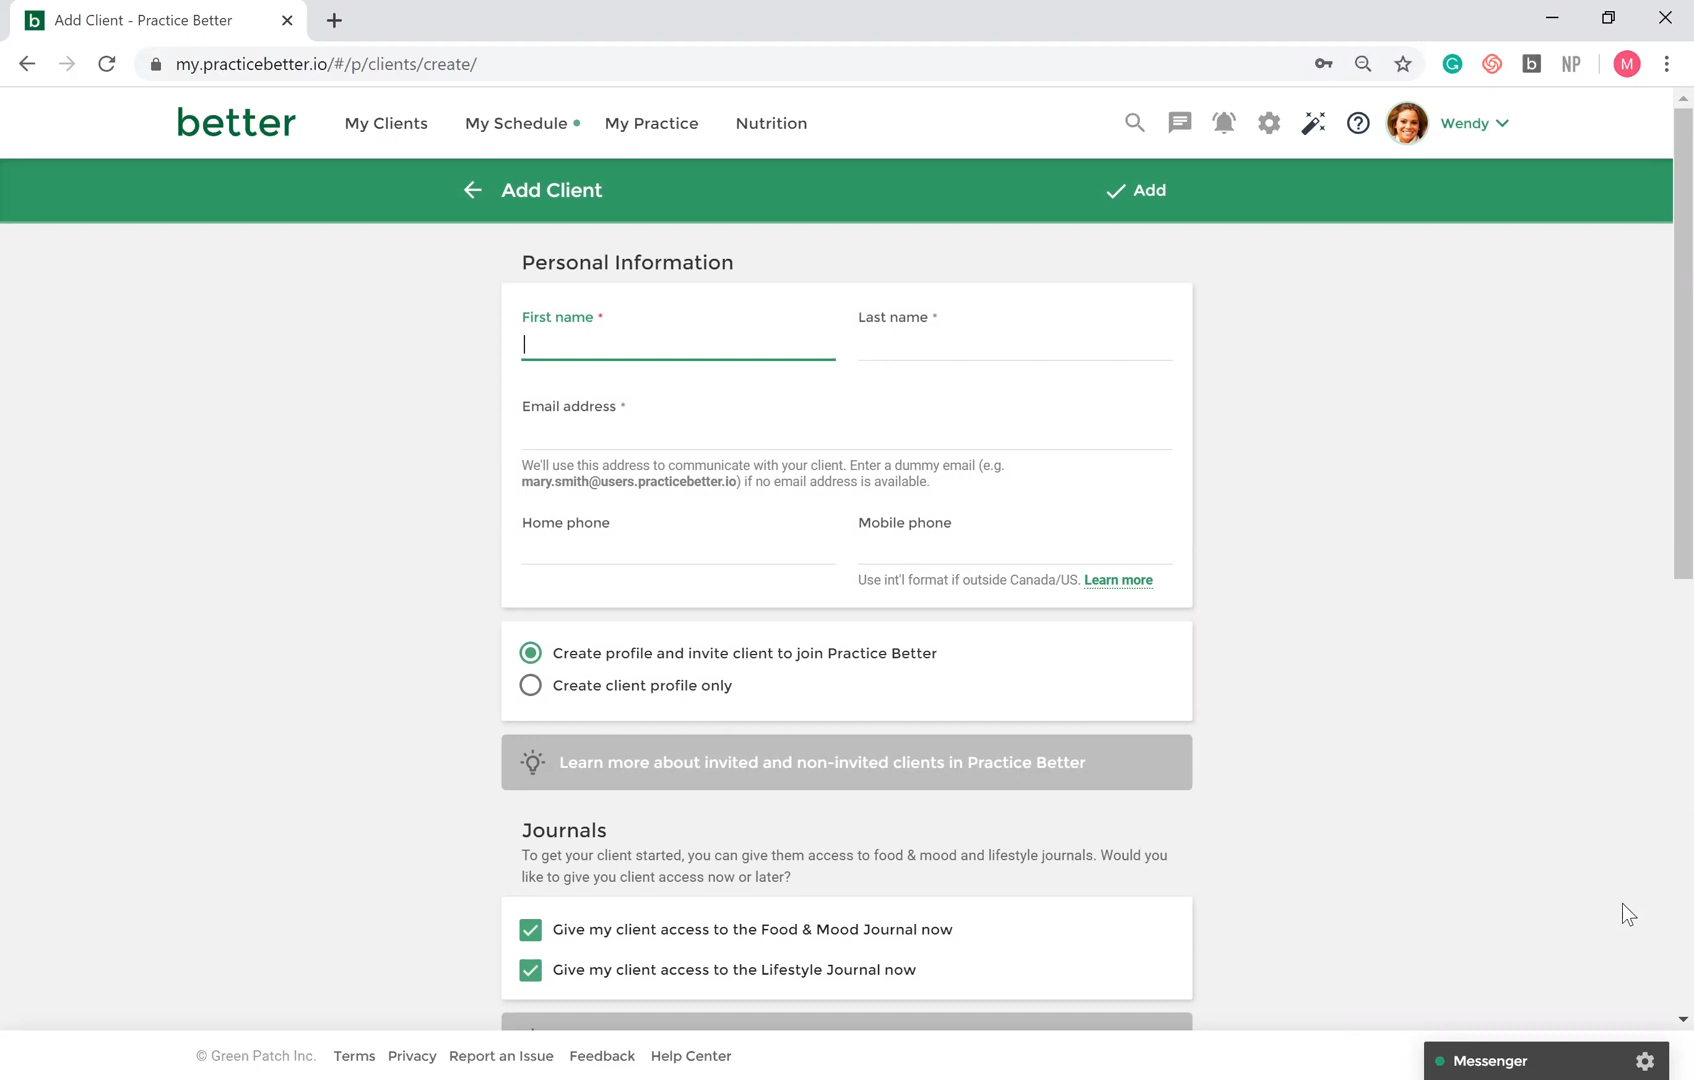 b Add Client - Practice Better
my.practicebetter.io/#/p/clients/create/
b NP M
better My Clients My Schedule My Practice Nutrition Wendy
Add Client Add
Personal Information
First name * Last name *
Email address *
We'll use this address to communicate with your client. Enter a dummy email (e.g.
mary.smith@users.practicebetter.io) if no email address is available.
Home phone Mobile phone
Use int'l format if outside Canada/US. Learn more
Create profile and invite client to join Practice Better
Create client profile only
Learn more about invited and non-invited clients in Practice Better
Journals
To get your client started, you can give them access to food & mood and lifestyle journals. Would you
like to give you client access now or later?
Give my client access to the Food & Mood Journal now
Give my client access to the Lifestyle Journal now
© Green Patch Inc. Terms Privacy Report an Issue Feedback Help Center
Messenger